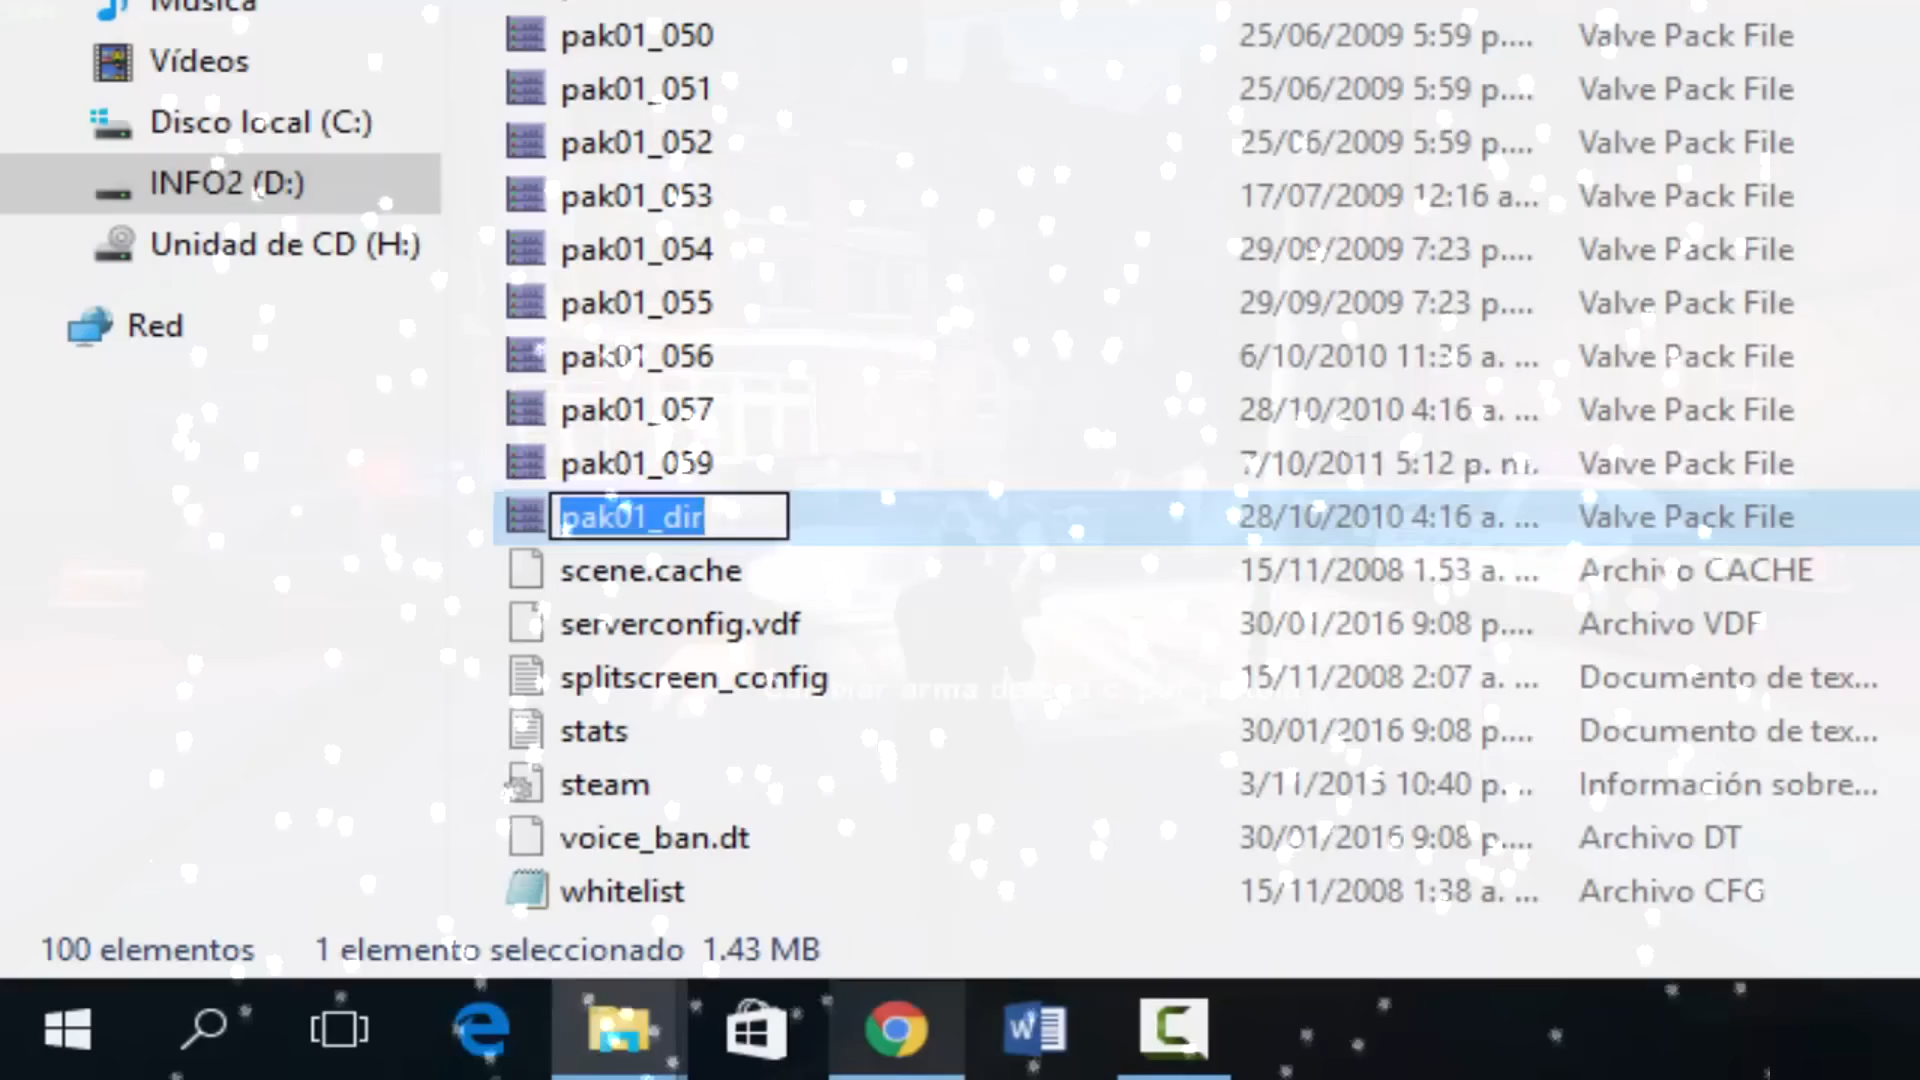 Música
Vídeos
Disco local (C:)
INFO2 (D:)
Unidad de CD (H:)
Red
pak01_050 25/06/2009 5:59 p.... Valve Pack File
pak01_051 25/06/2009 5:59 p.... Valve Pack File
pak01_052 25/06/2009 5:59 p.... Valve Pack File
pak01_053 17/07/2009 12:16 a... Valve Pack File
pak01_054 29/09/2009 7:23 p.... Valve Pack File
pak01_055 29/09/2009 7:23 p.... Valve Pack File
pak01_056 6/10/2010 11:36 a. ... Valve Pack File
pak01_057 28/10/2010 4:16 a. ... Valve Pack File
pak01_059 7/10/2011 5:12 p. m. Valve Pack File
pak01_dir 28/10/2010 4:16 a. ... Valve Pack File
scene.cache 15/11/2008 1:53 a. ... Archivo CACHE
serverconfig.vdf 30/01/2016 9:08 p.... Archivo VDF
splitscreen_config 15/11/2008 2:07 a. ... Documento de tex...
stats 30/01/2016 9:08 p.... Documento de tex...
steam 3/11/2015 10:40 p. ... Información sobre...
voice_ban.dt 30/01/2016 9:08 p.... Archivo DT
whitelist 15/11/2008 1:38 a. ... Archivo CFG
100 elementos 1 elemento seleccionado 1.43 MB